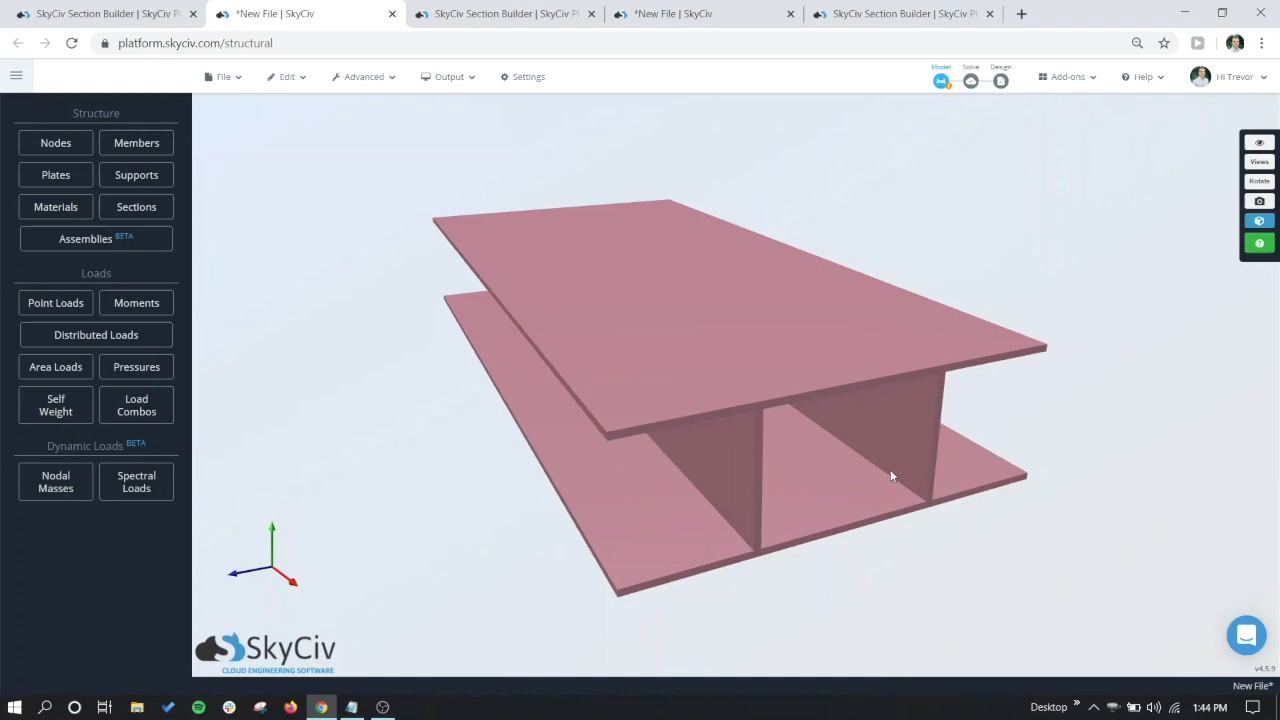 SkyCiv Section Builder | SkyCiv Pl
*New File | SkyCiv
SkyCiv Section Builder | SkyCiv Pl
*New File | SkyCiv
SkyCiv Section Builder | SkyCiv Pl
platform.skyciv.com/structural
File
Edit
Advanced
Output
Settings
Model
Solve
Design
Add-ons
Help
Hi Trevor
Structure
Nodes
Members
Plates
Supports
Materials
Sections
Assemblies BETA
Loads
Point Loads
Moments
Distributed Loads
Area Loads
Pressures
Self
Weight
Load
Combos
Dynamic Loads BETA
Nodal
Masses
Spectral
Loads
Views
Rotate
SkyCiv
CLOUD ENGINEERING SOFTWARE
v4.5.9
New File*
Desktop
1:44 PM